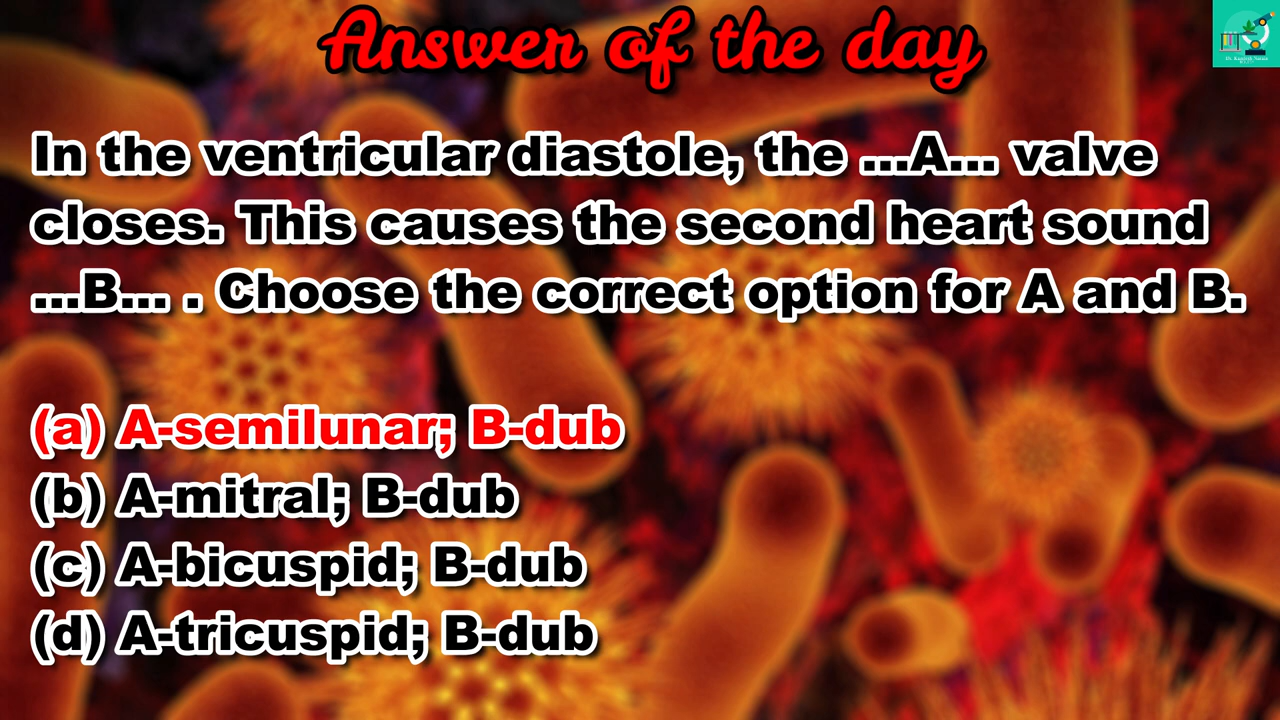 Answer of the day
In the ventricular diastole, the ...A... valve
closes. This causes the second heart sound
...B... . Choose the correct option for A and B.
(a) A-semilunar; B-dub
(b) A-mitral; B-dub
(c) A-bicuspid; B-dub
(d) A-tricuspid; B-dub